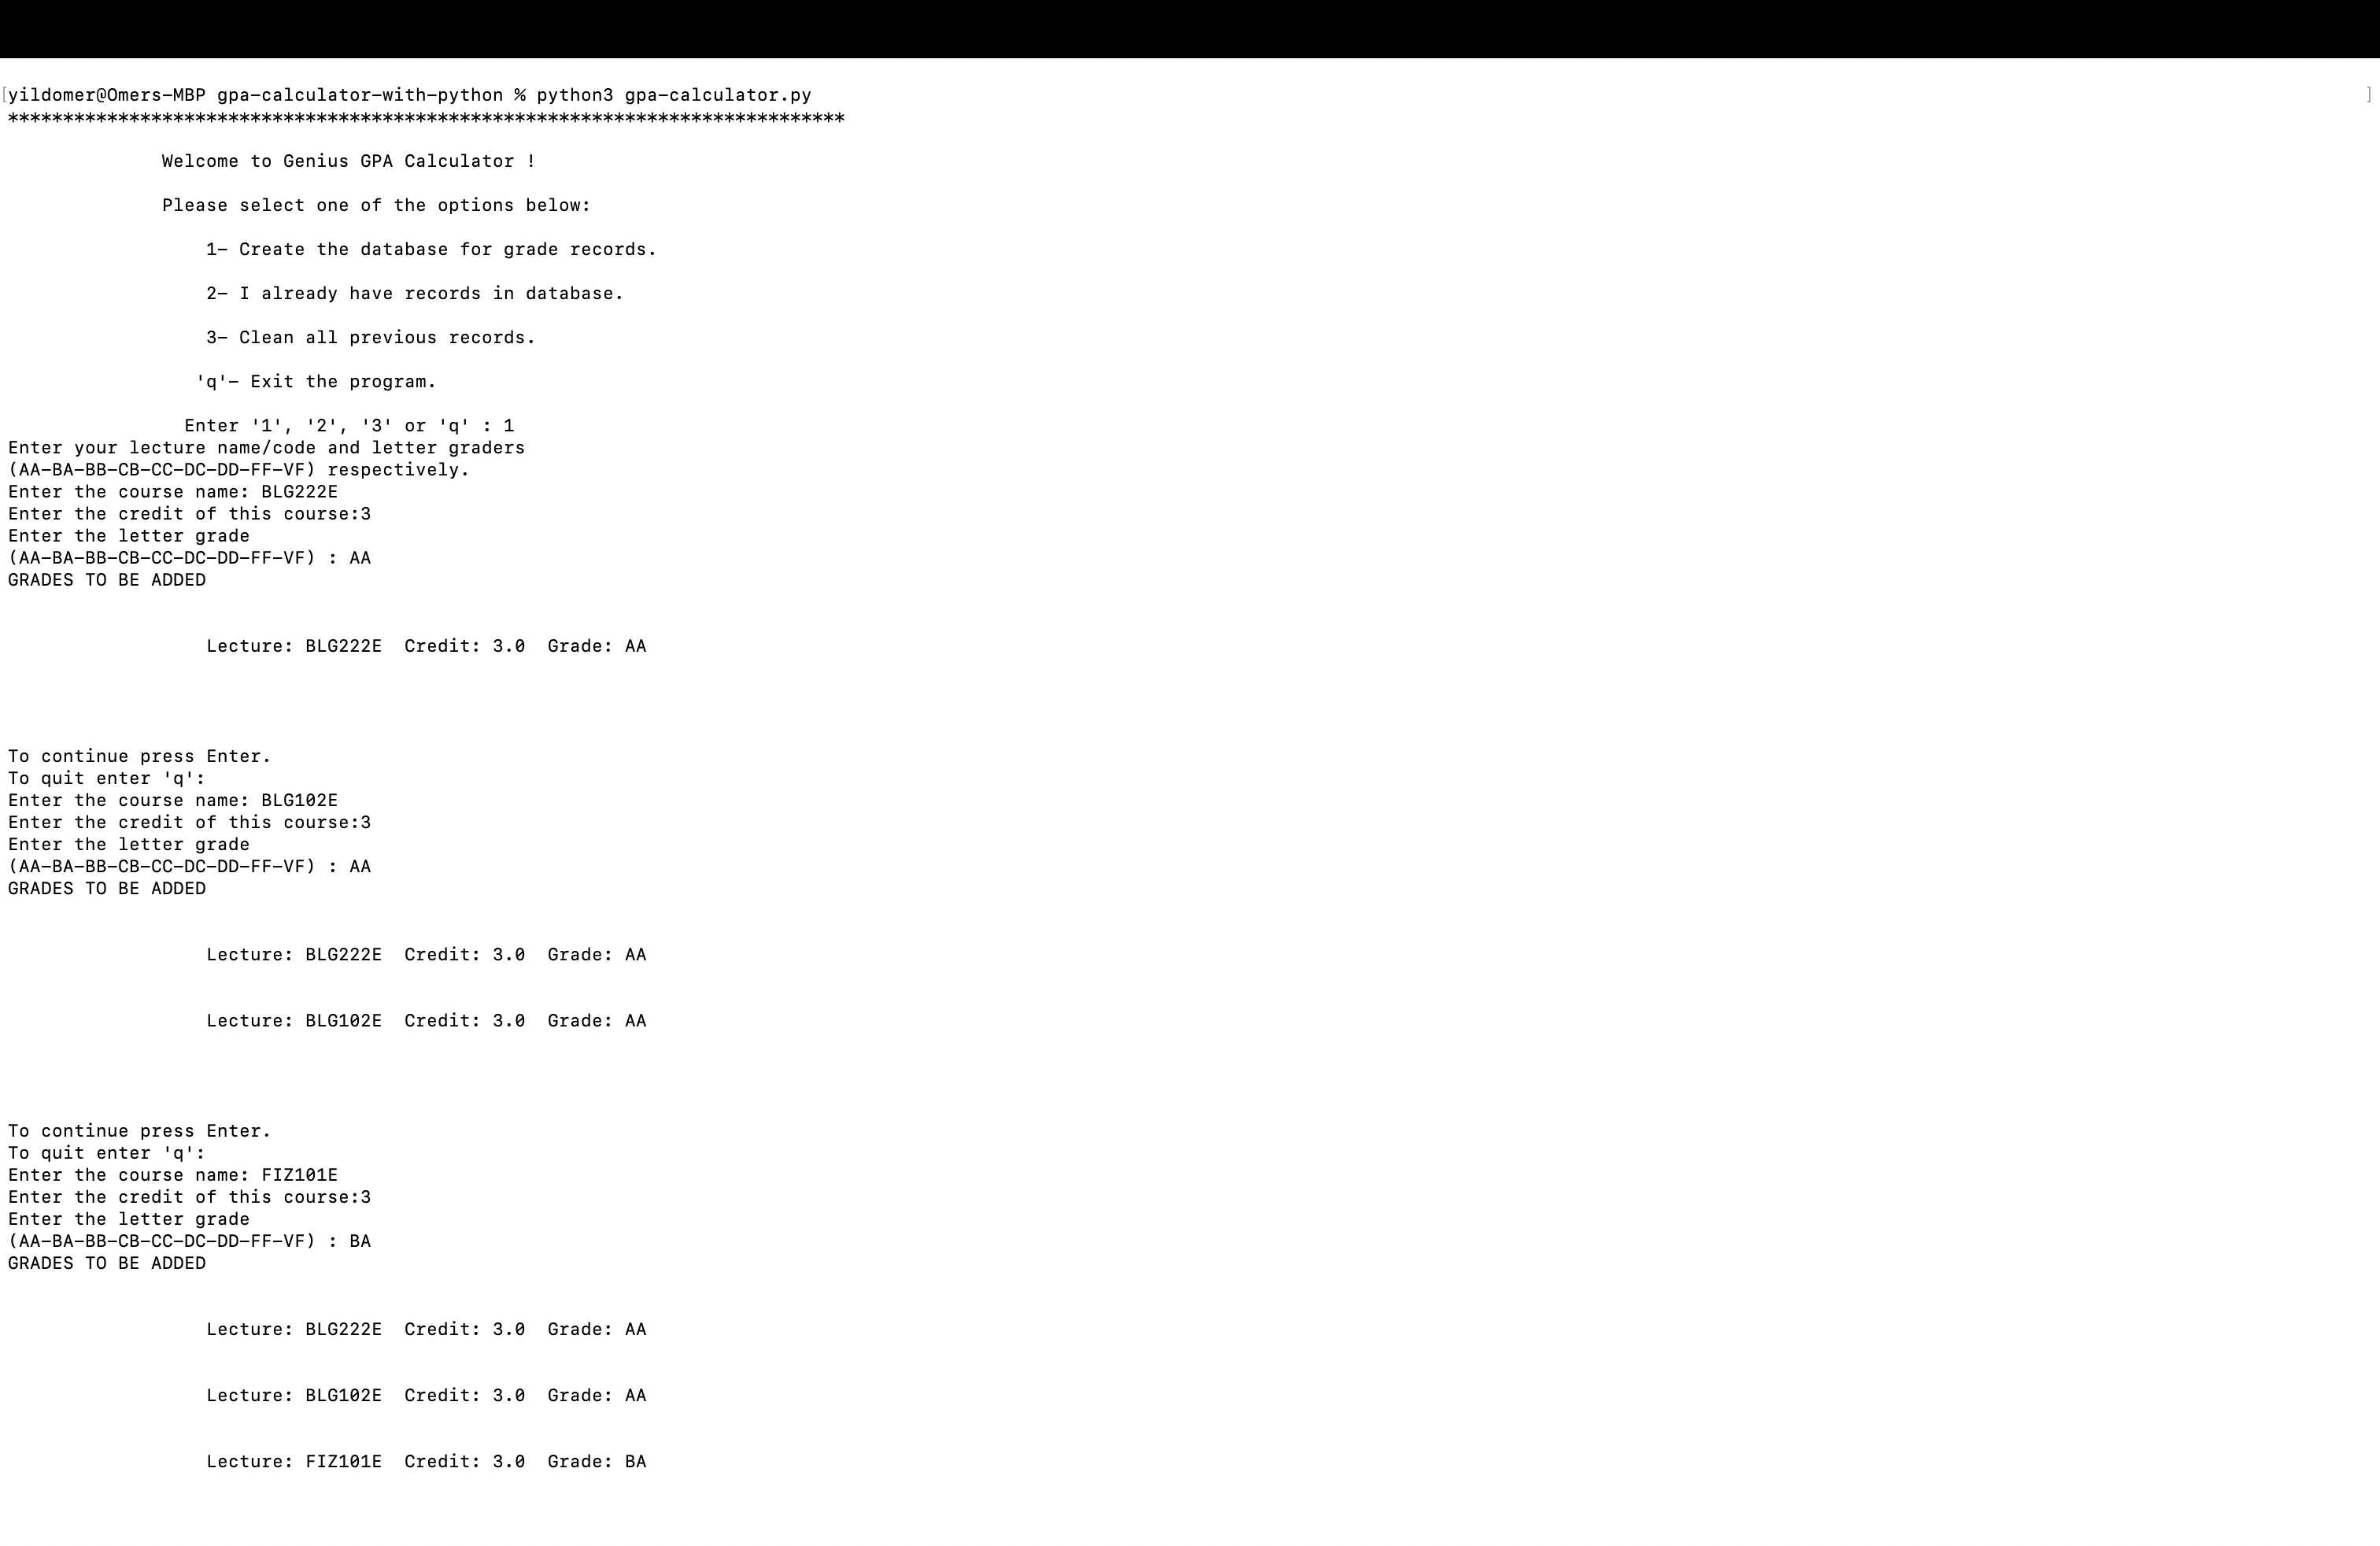 [yildomer@Omers-MBP gpa-calculator-with-python % python3 gpa-calculator.py ]
****************************************************************************
Welcome to Genius GPA Calculator !
Please select one of the options below:
1- Create the database for grade records.
2- I already have records in database.
3- Clean all previous records.
'q'- Exit the program.
Enter '1', '2', '3' or 'q' : 1
Enter your lecture name/code and letter graders
(AA-BA-BB-CB-CC-DC-DD-FF-VF) respectively.
Enter the course name: BLG222E
Enter the credit of this course:3
Enter the letter grade
(AA-BA-BB-CB-CC-DC-DD-FF-VF) : AA
GRADES TO BE ADDED
Lecture: BLG222E  Credit: 3.0  Grade: AA
To continue press Enter.
To quit enter 'q':
Enter the course name: BLG102E
Enter the credit of this course:3
Enter the letter grade
(AA-BA-BB-CB-CC-DC-DD-FF-VF) : AA
GRADES TO BE ADDED
Lecture: BLG222E  Credit: 3.0  Grade: AA
Lecture: BLG102E  Credit: 3.0  Grade: AA
To continue press Enter.
To quit enter 'q':
Enter the course name: FIZ101E
Enter the credit of this course:3
Enter the letter grade
(AA-BA-BB-CB-CC-DC-DD-FF-VF) : BA
GRADES TO BE ADDED
Lecture: BLG222E  Credit: 3.0  Grade: AA
Lecture: BLG102E  Credit: 3.0  Grade: AA
Lecture: FIZ101E  Credit: 3.0  Grade: BA